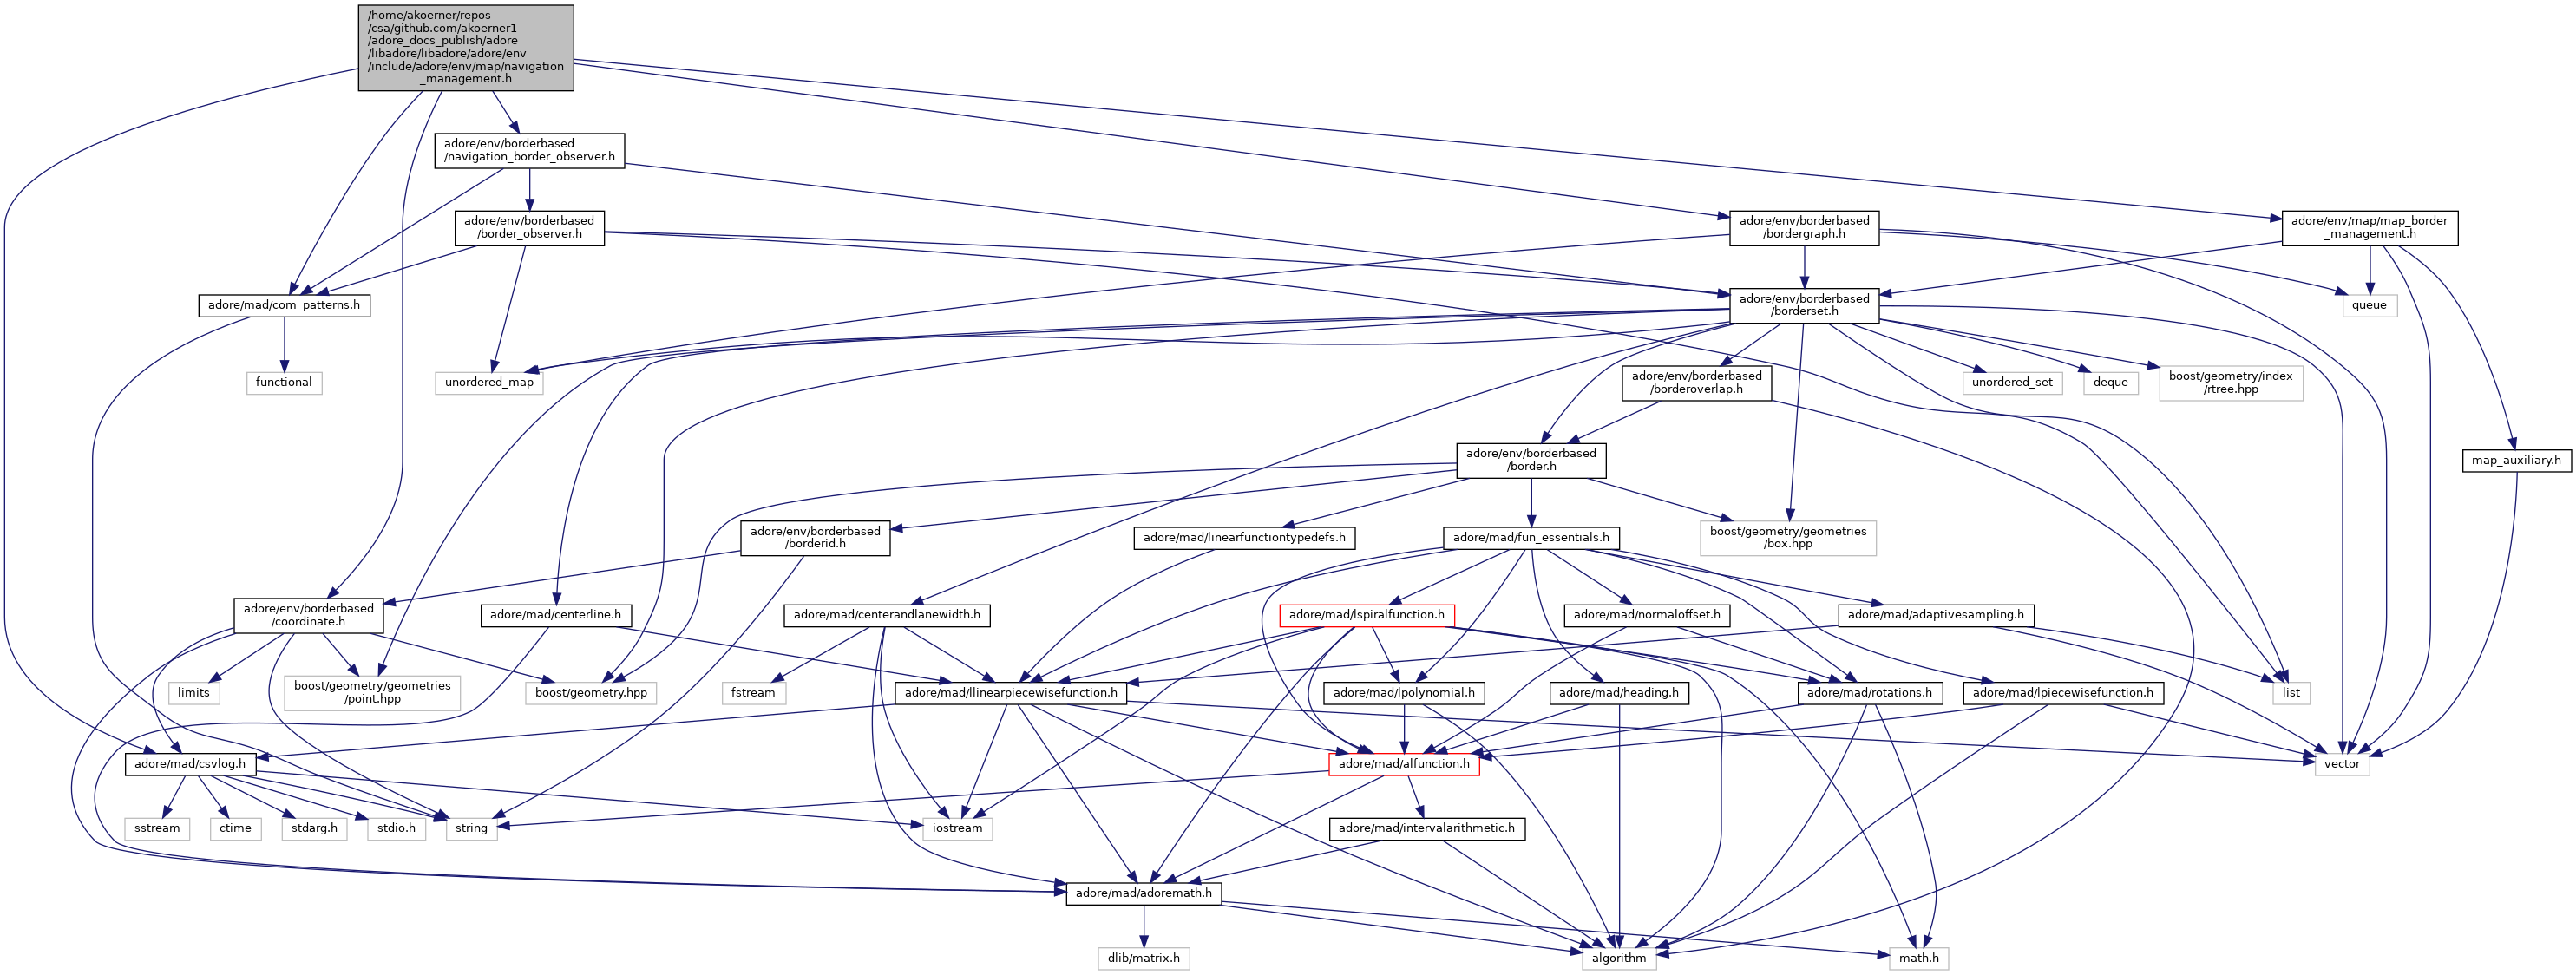 /home/akoerner/repos
/csa/github.com/akoerner1
/adore_docs_publish/adore
/libadore/libadore/adore/env
/include/adore/env/map/navigation
_management.h
adore/env/borderbased
/navigation_border_observer.h
adore/env/borderbased
/border_observer.h
adore/env/borderbased
/bordergraph.h
adore/env/map/map_border
_management.h
adore/mad/com_patterns.h
adore/env/borderbased
/borderset.h
queue
functional
unordered_map
adore/env/borderbased
/borderoverlap.h
unordered_set
deque
boost/geometry/index
/rtree.hpp
adore/env/borderbased
/border.h
map_auxiliary.h
adore/env/borderbased
/borderid.h
adore/mad/linearfunctiontypedefs.h
adore/mad/fun_essentials.h
boost/geometry/geometries
/box.hpp
adore/env/borderbased
/coordinate.h
adore/mad/centerline.h
adore/mad/centerandlanewidth.h
adore/mad/lspiralfunction.h
adore/mad/normaloffset.h
adore/mad/adaptivesampling.h
limits
boost/geometry/geometries
/point.hpp
boost/geometry.hpp
fstream
adore/mad/llinearpiecewisefunction.h
adore/mad/lpolynomial.h
adore/mad/heading.h
adore/mad/rotations.h
adore/mad/lpiecewisefunction.h
list
adore/mad/csvlog.h
adore/mad/alfunction.h
vector
sstream
ctime
stdarg.h
stdio.h
string
iostream
adore/mad/intervalarithmetic.h
adore/mad/adoremath.h
dlib/matrix.h
algorithm
math.h